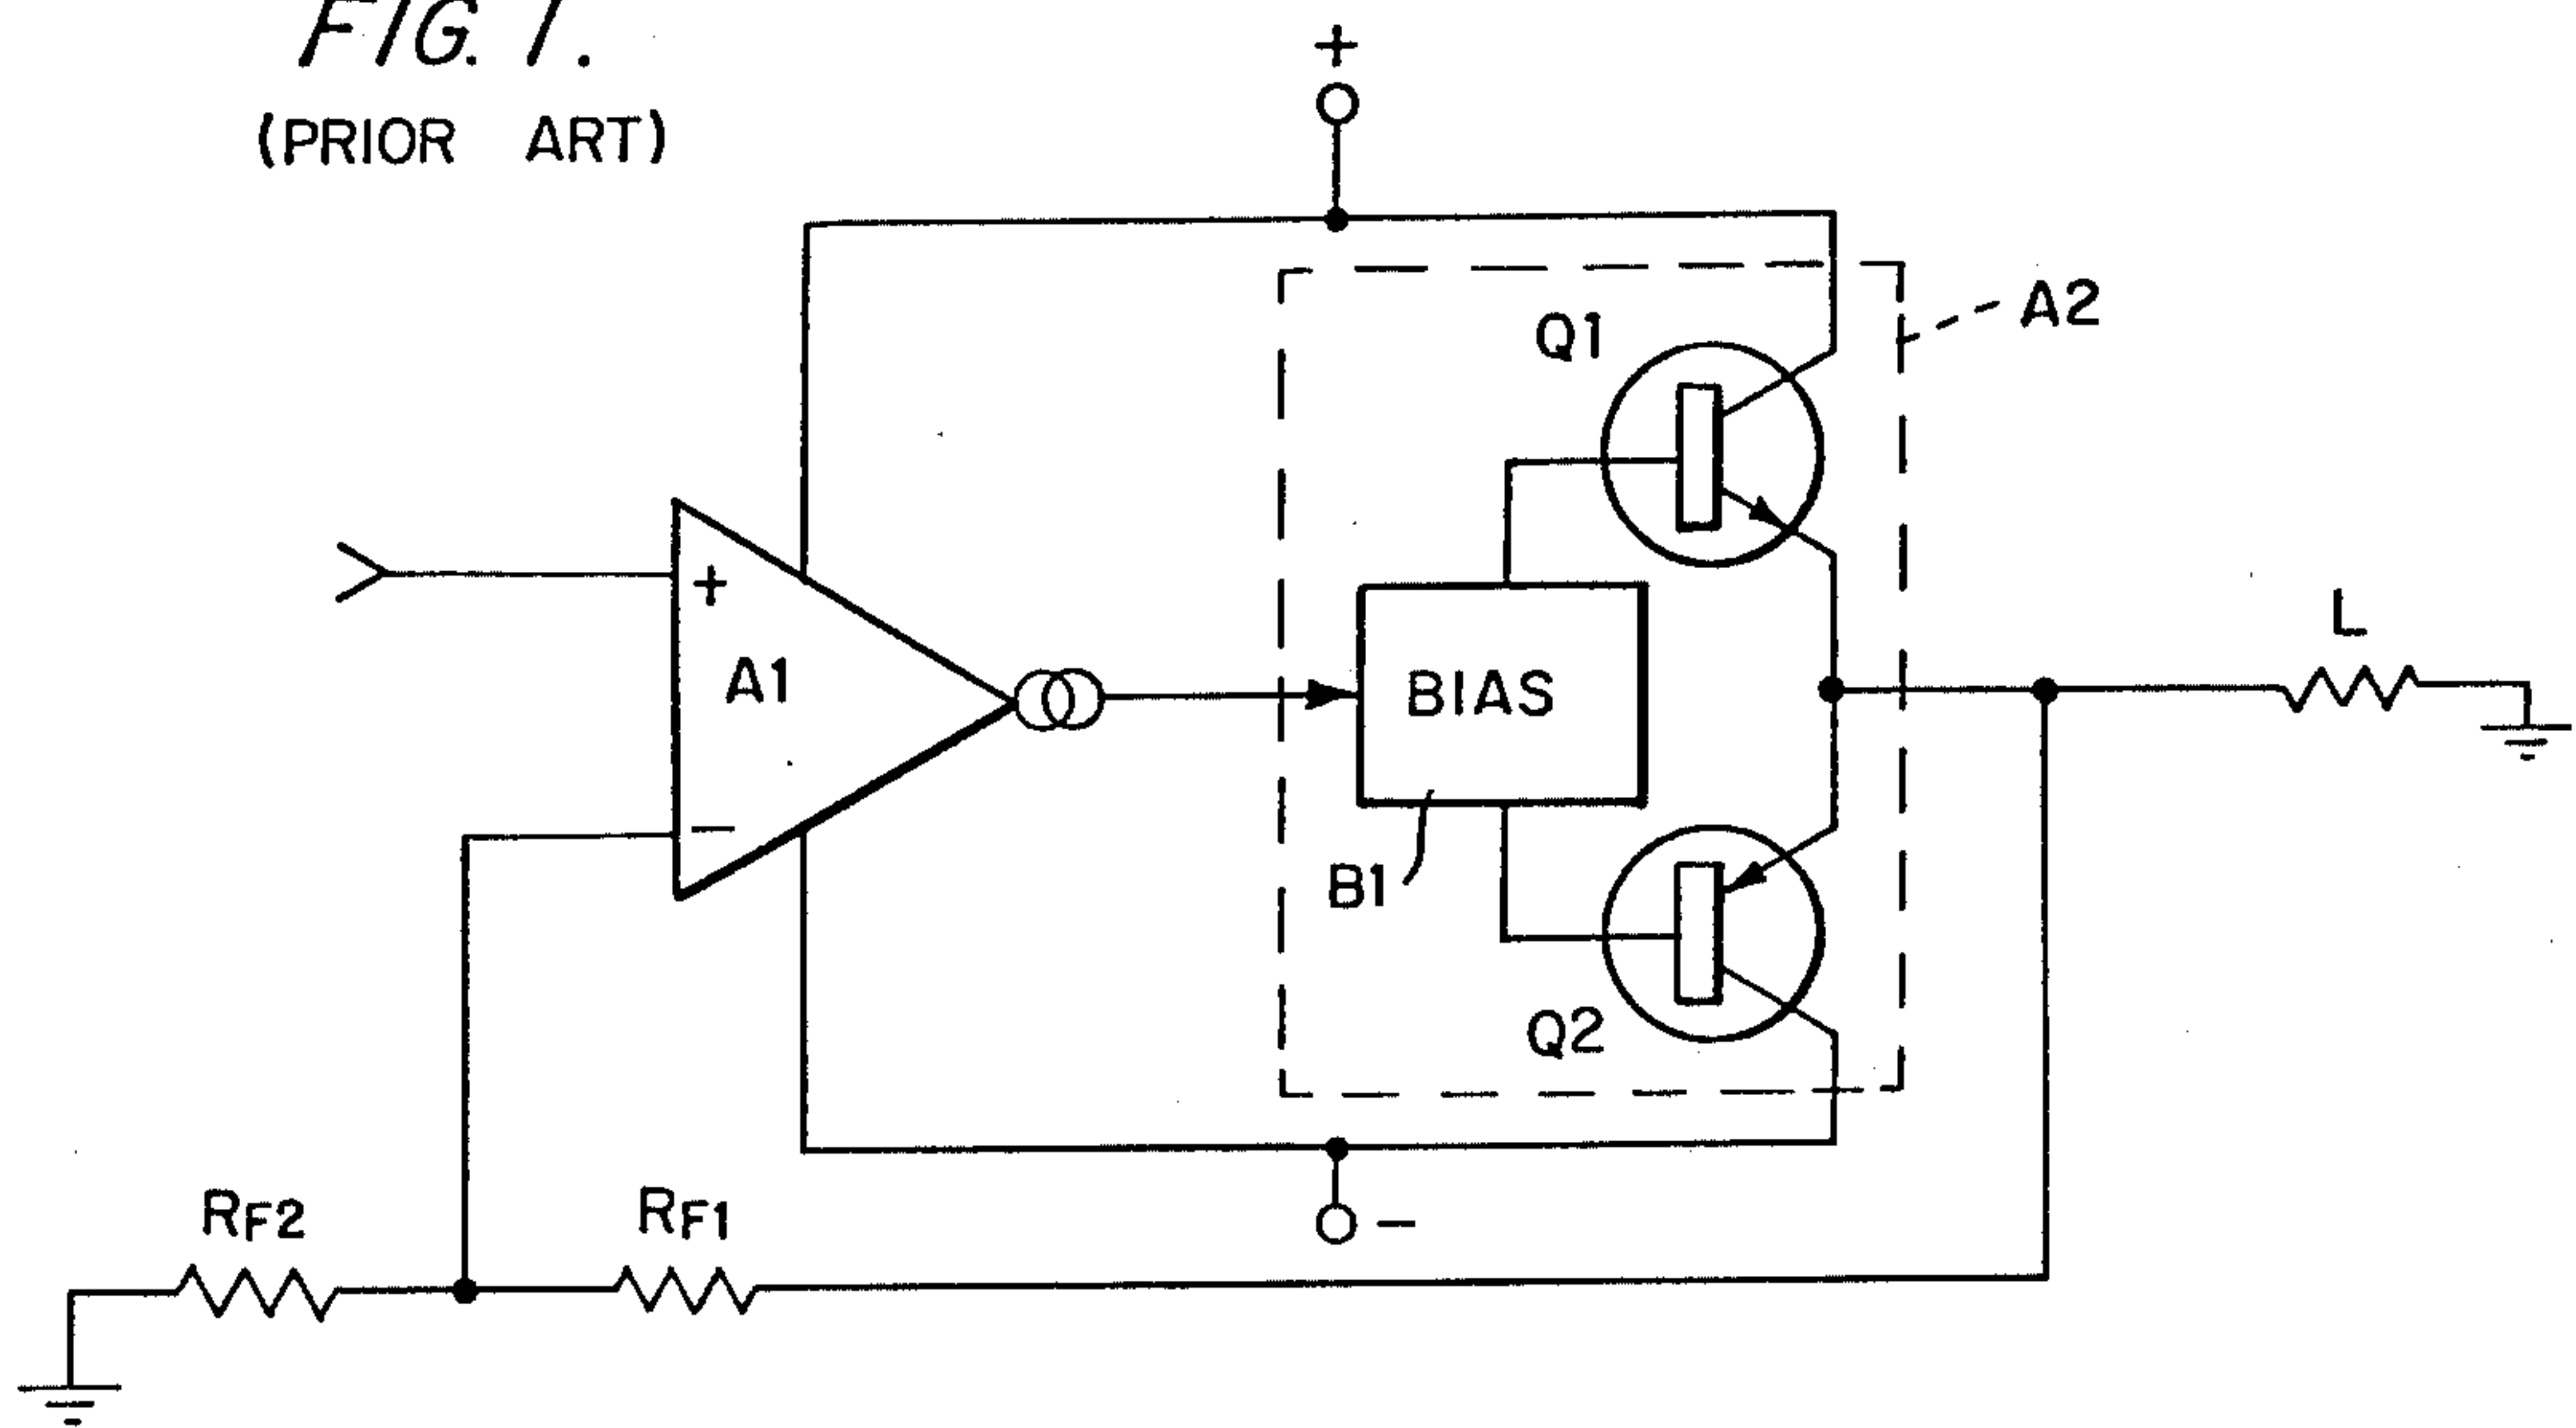 FIG. 1.
(PRIOR ART)
+
A2
Q1
L
+
A1
BIAS
−
B1
Q2
RF2
RF1
−